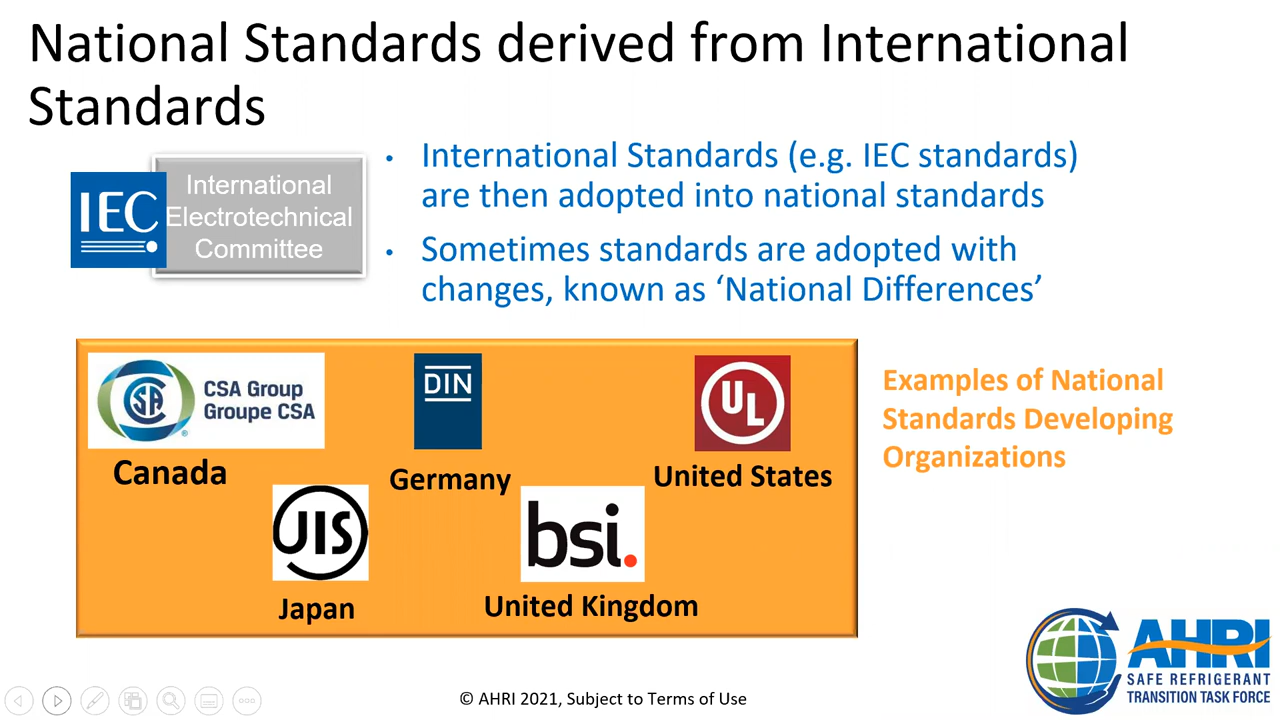 National Standards derived from International
Standards
IEC
International
Electrotechnical
Committee
• International Standards (e.g. IEC standards)
are then adopted into national standards
• Sometimes standards are adopted with
changes, known as ‘National Differences’
CSA
CSA Group
Groupe CSA
®
Canada
DIN
Germany
UL
United States
JIS
Japan
bsi.
United Kingdom
Examples of National
Standards Developing
Organizations
AHRI
SAFE REFRIGERANT
TRANSITION TASK FORCE
© AHRI 2021, Subject to Terms of Use